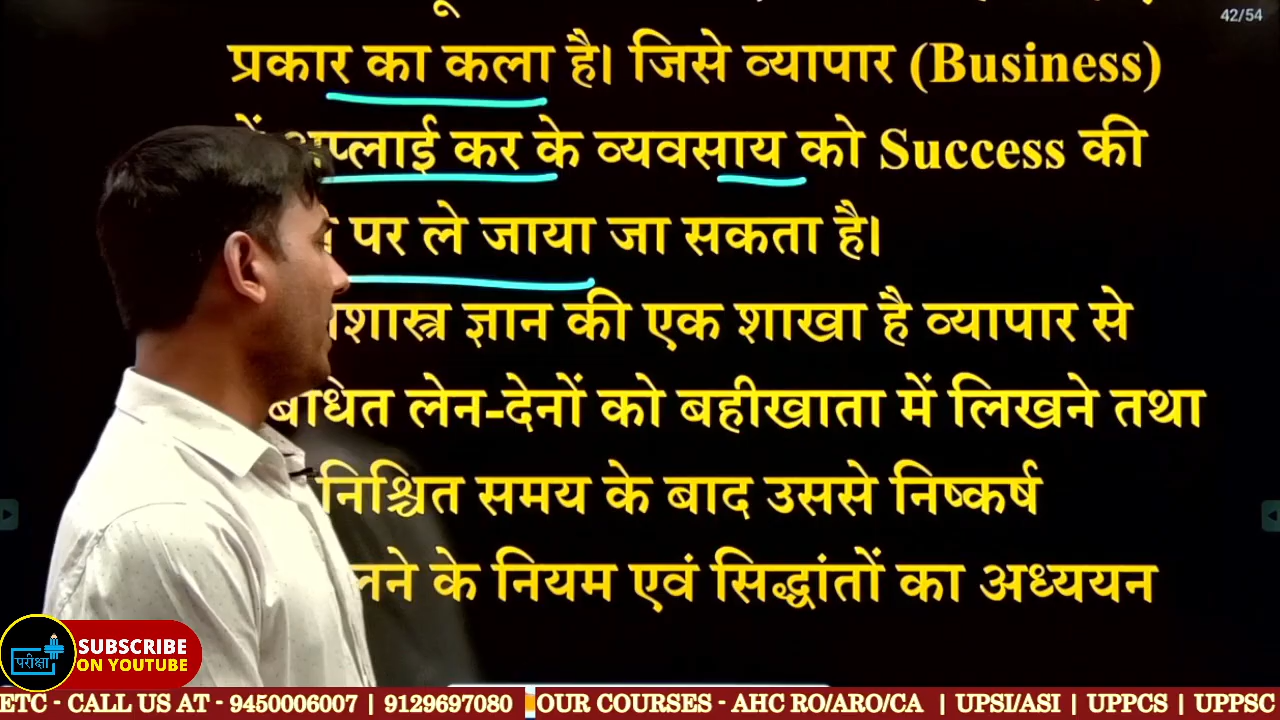 42/54
प्रकार का कला है। जिसे व्यापार (Business)
कर के व्यवसाय को Success की
पर ले जाया जा सकता है।
ज्ञान की एक शाखा है व्यापार से
लेन-देनों को बहीखाता में लिखने तथा
निश्चित समय के बाद उससे निष्कर्ष
के नियम एवं सिद्धांतों का अध्ययन
परीक्षा
SUBSCRIBE
ON YOUTUBE
ETC - CALL US AT - 9450006007 | 9129697080 OUR COURSES - AHC RO/ARO/CA | UPSI/ASI | UPPCS | UPPSC